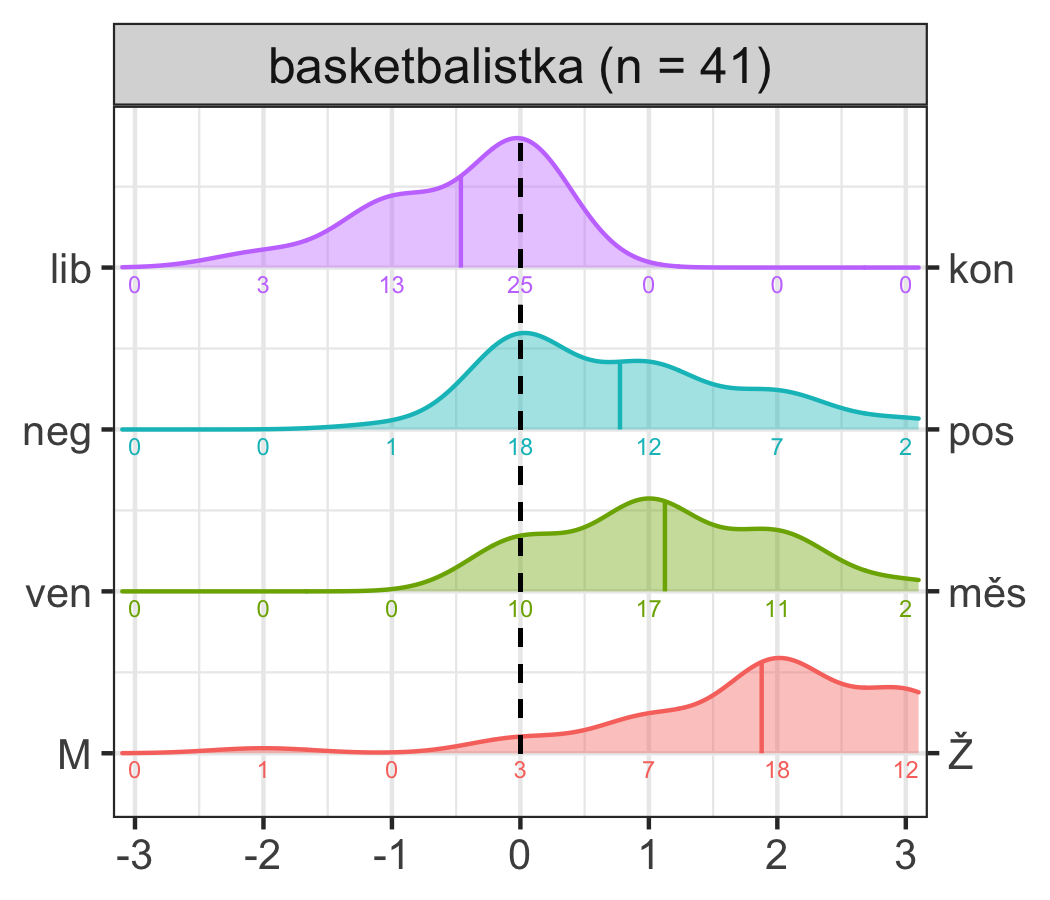 basketbalistka (n = 41)
lib kon
0 3 13 25 0 0 0
neg pos
0 0 1 18 12 7 2
ven měs
0 0 0 10 17 11 2
M Ž
0 1 0 3 7 18 12
-3 -2 -1 0 1 2 3